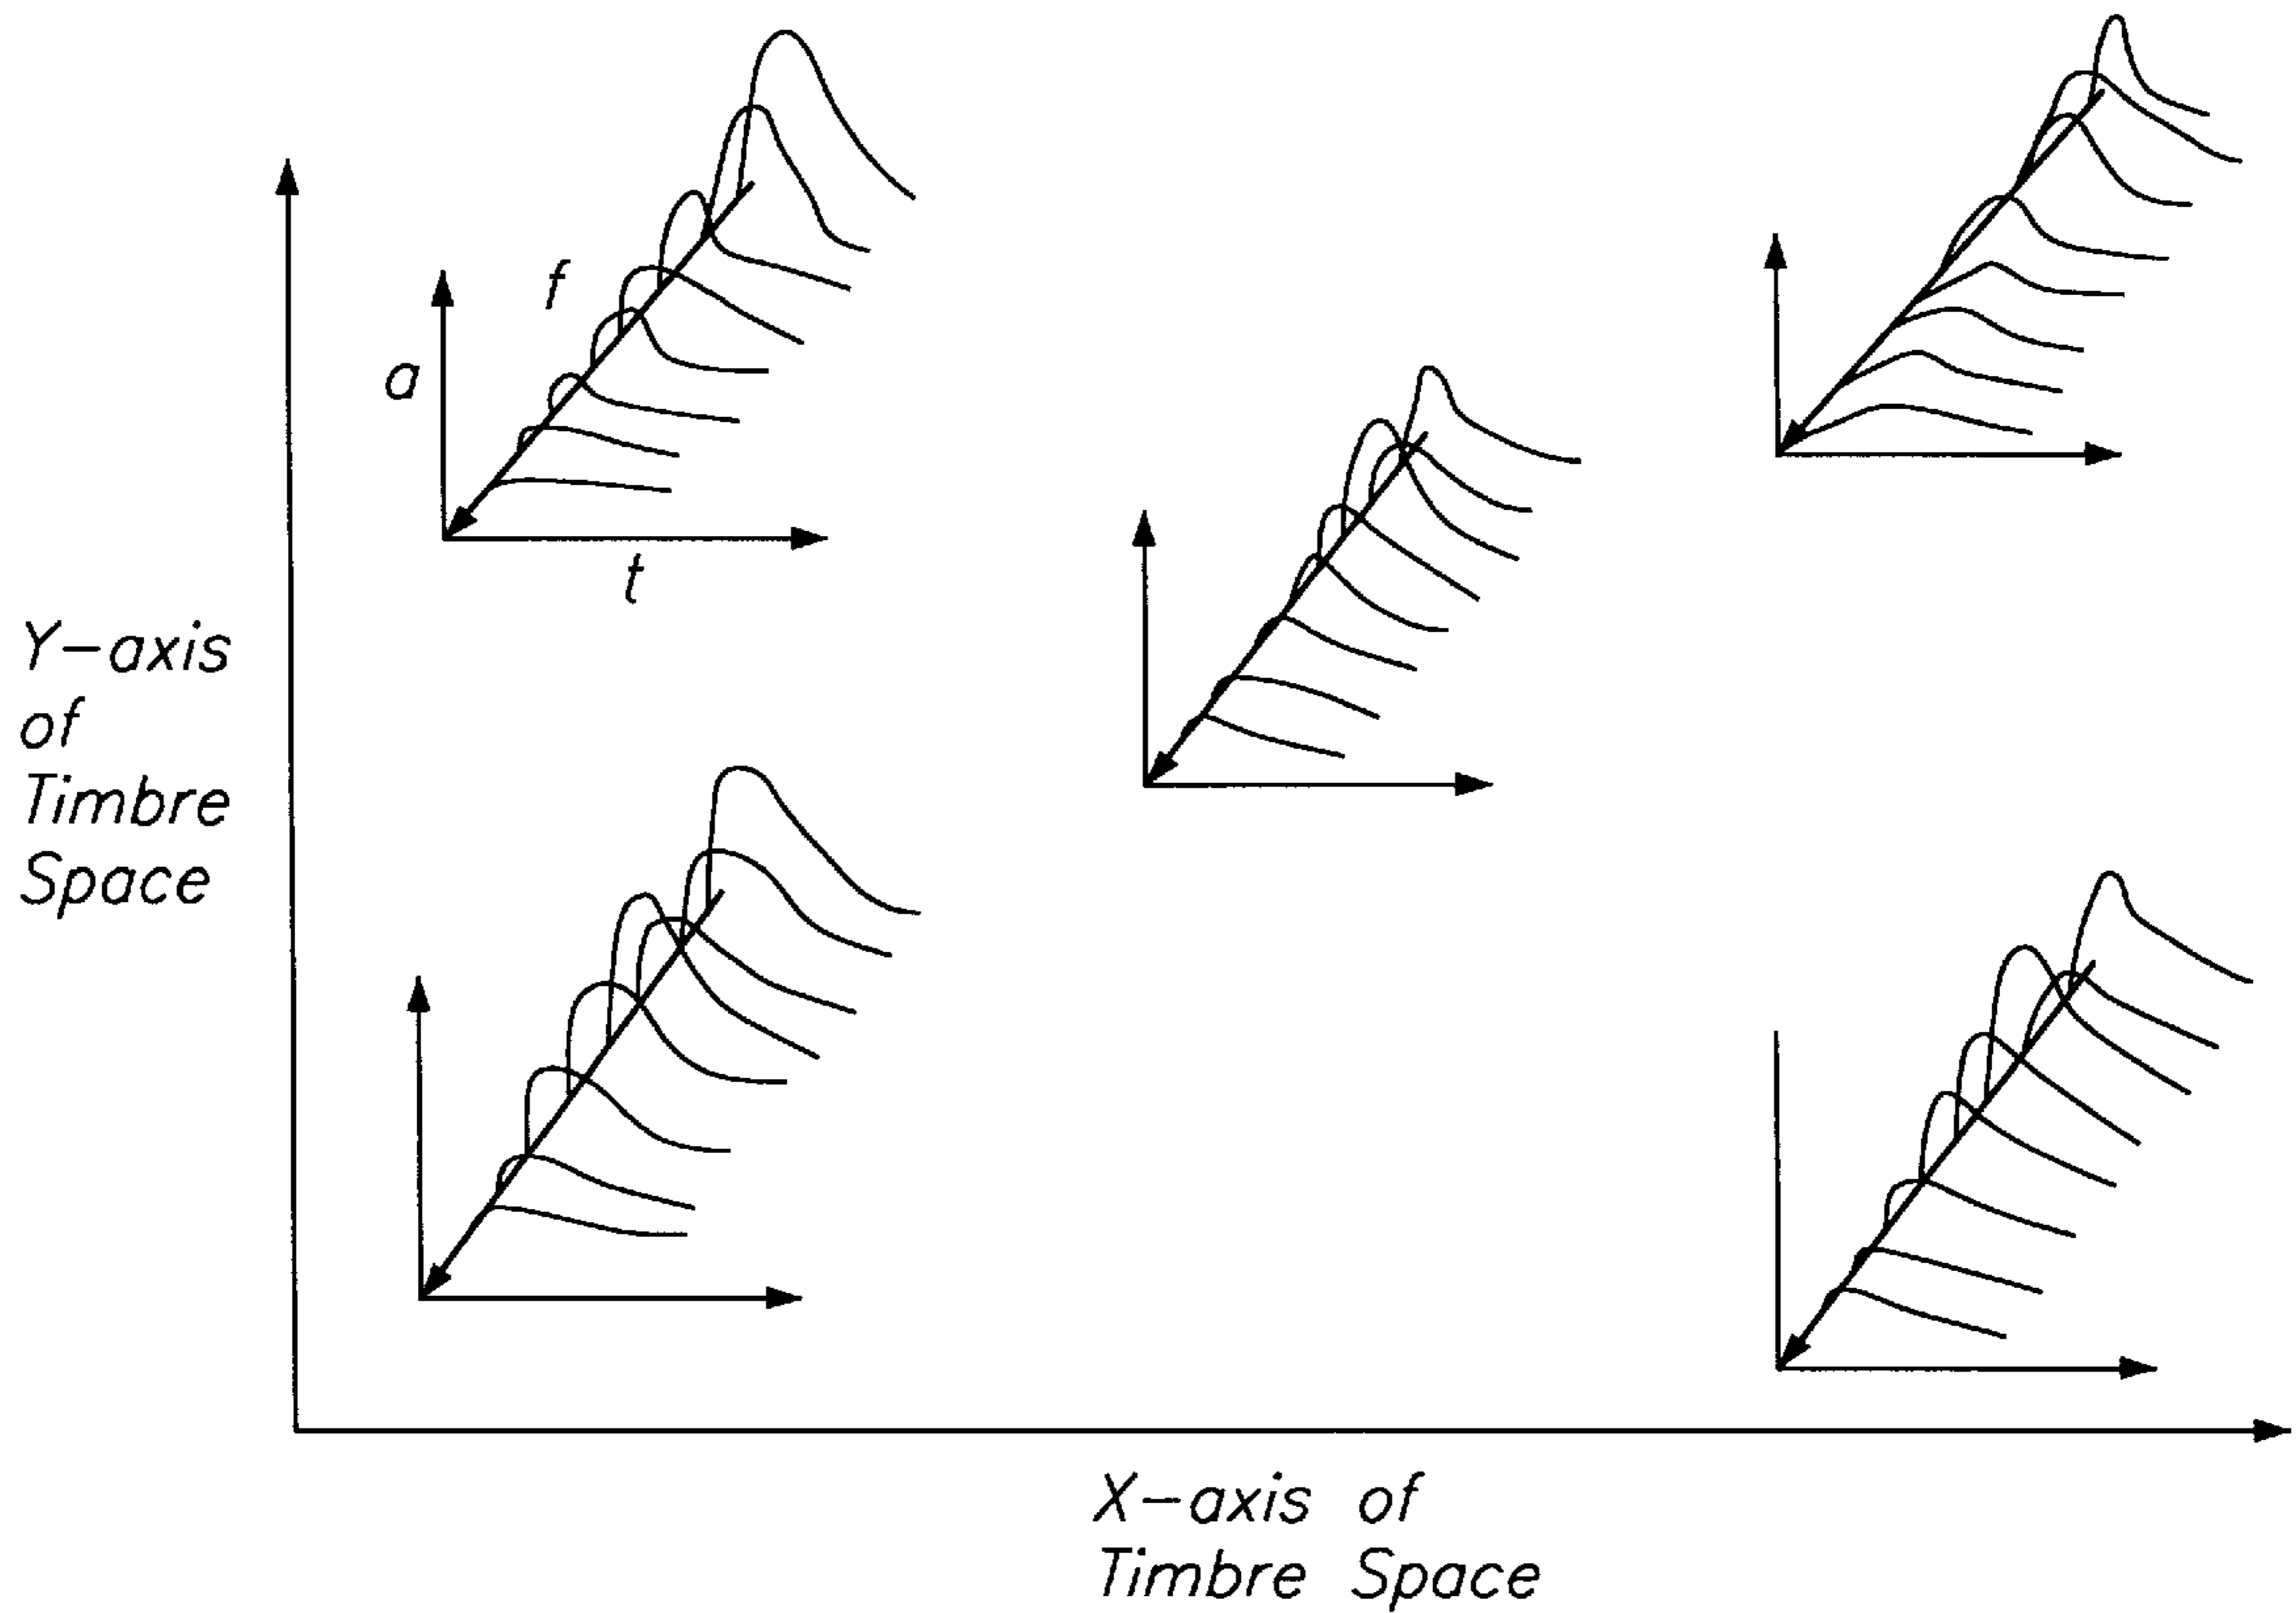 f
a
t
Y-axis
of
Timbre
Space
X-axis of
Timbre Space